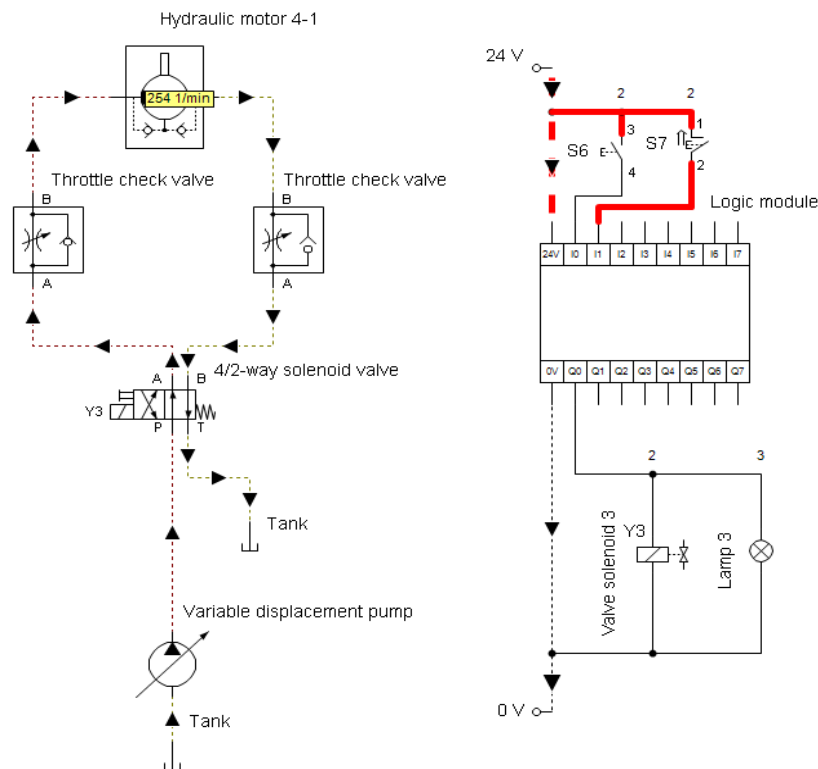 Hydraulic motor 4-1
254 1/min
Throttle check valve
Throttle check valve
B
B
A
A
A
B
4/2-way solenoid valve
Y3
P
T
Tank
Variable displacement pump
Tank
24 V
2
2
3
1
S6
S7
4
2
Logic module
24V I0 I1 I2 I3 I4 I5 I6 I7
0V Q0 Q1 Q2 Q3 Q4 Q5 Q6 Q7
2
3
Valve solenoid 3
Y3
Lamp 3
0 V